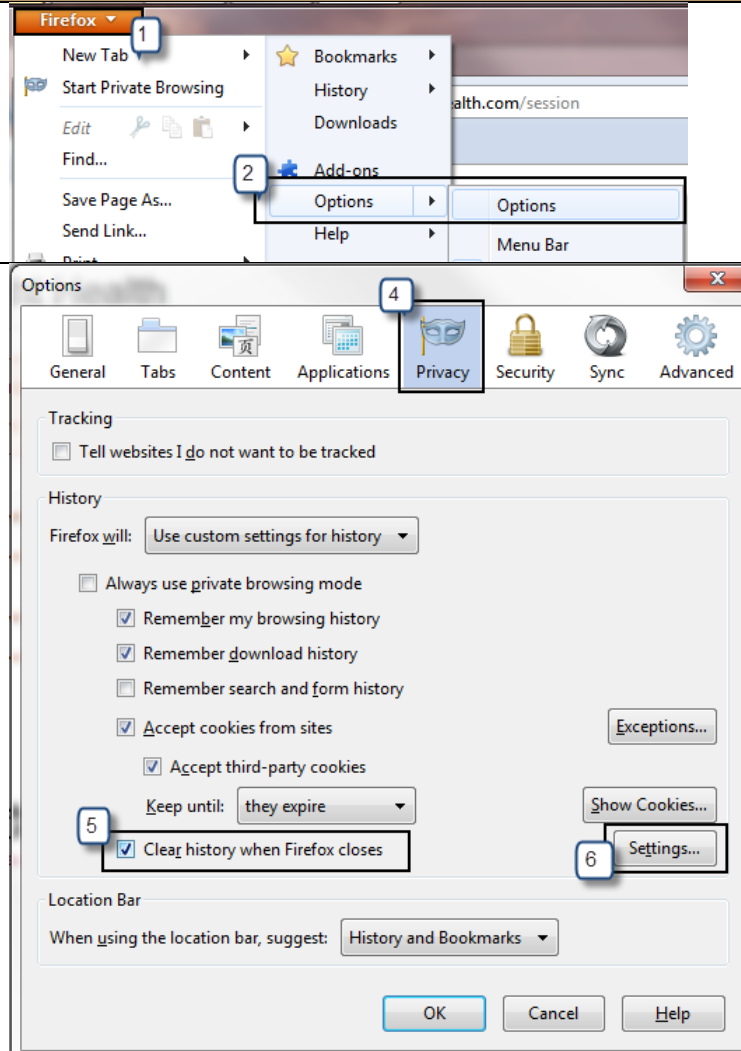 Firefox
1
New Tab
Bookmarks
Start Private Browsing
History
alth.com/session
Edit
Downloads
Find...
2
Add-ons
Save Page As...
Options
Options
Send Link...
Help
Menu Bar
Print
Options
4
页
General Tabs Content Applications Privacy Security Sync Advanced
Tracking
Tell websites I do not want to be tracked
History
Firefox will: Use custom settings for history
Always use private browsing mode
Remember my browsing history
Remember download history
Remember search and form history
Accept cookies from sites
Exceptions...
Accept third-party cookies
Keep until: they expire
Show Cookies...
5
Clear history when Firefox closes
6
Settings...
Location Bar
When using the location bar, suggest: History and Bookmarks
OK Cancel Help